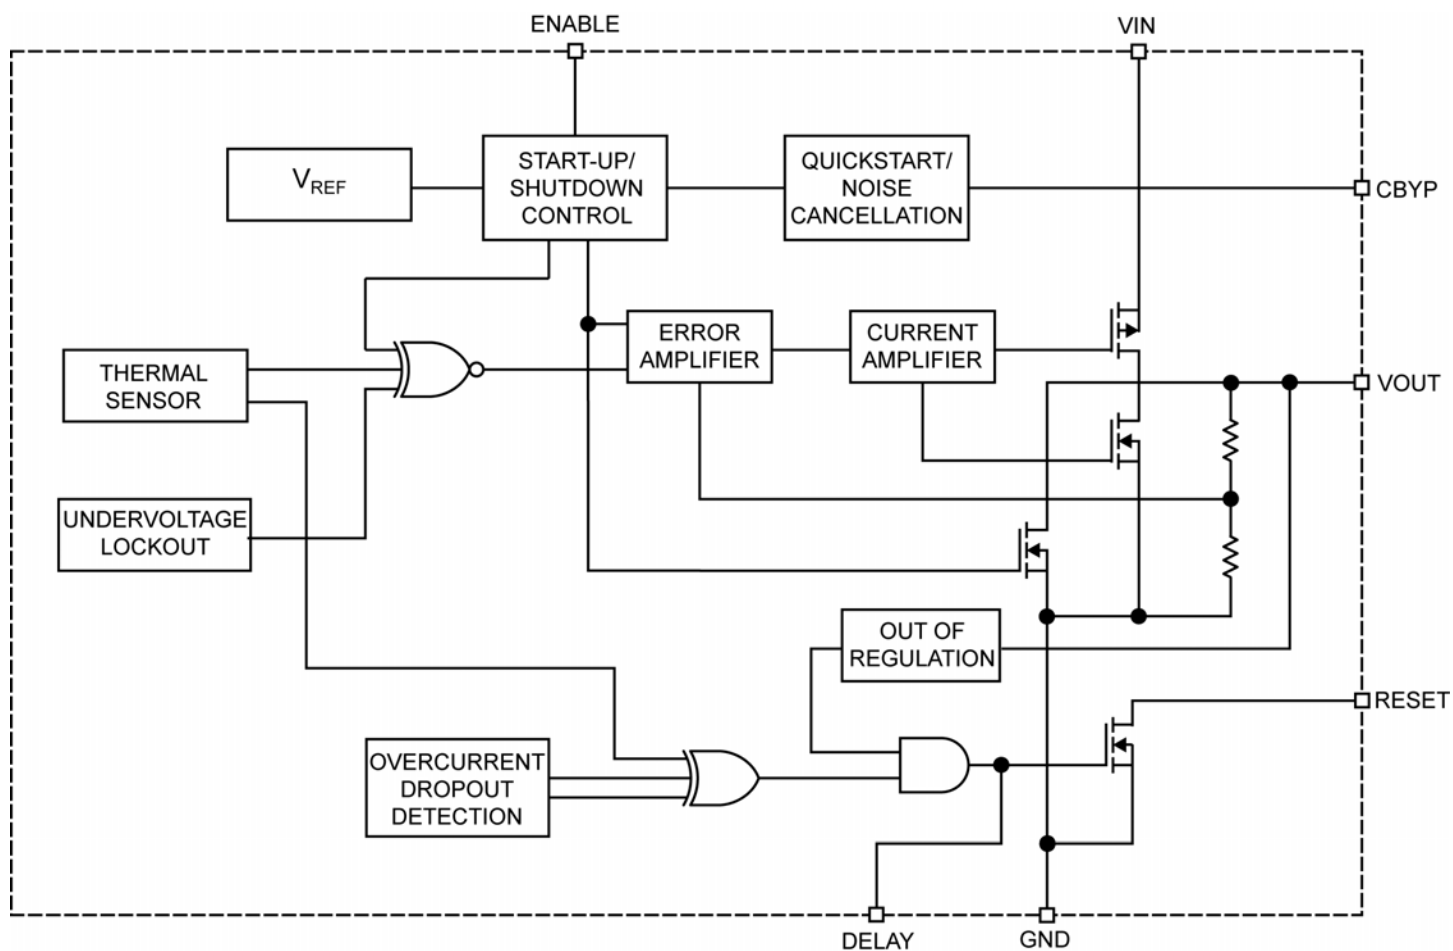 ENABLE
VIN
VREF
START-UP/
SHUTDOWN
CONTROL
QUICKSTART/
NOISE
CANCELLATION
CBYP
ERROR
AMPLIFIER
CURRENT
AMPLIFIER
THERMAL
SENSOR
VOUT
UNDERVOLTAGE
LOCKOUT
OUT OF
REGULATION
RESET
OVERCURRENT
DROPOUT
DETECTION
DELAY
GND